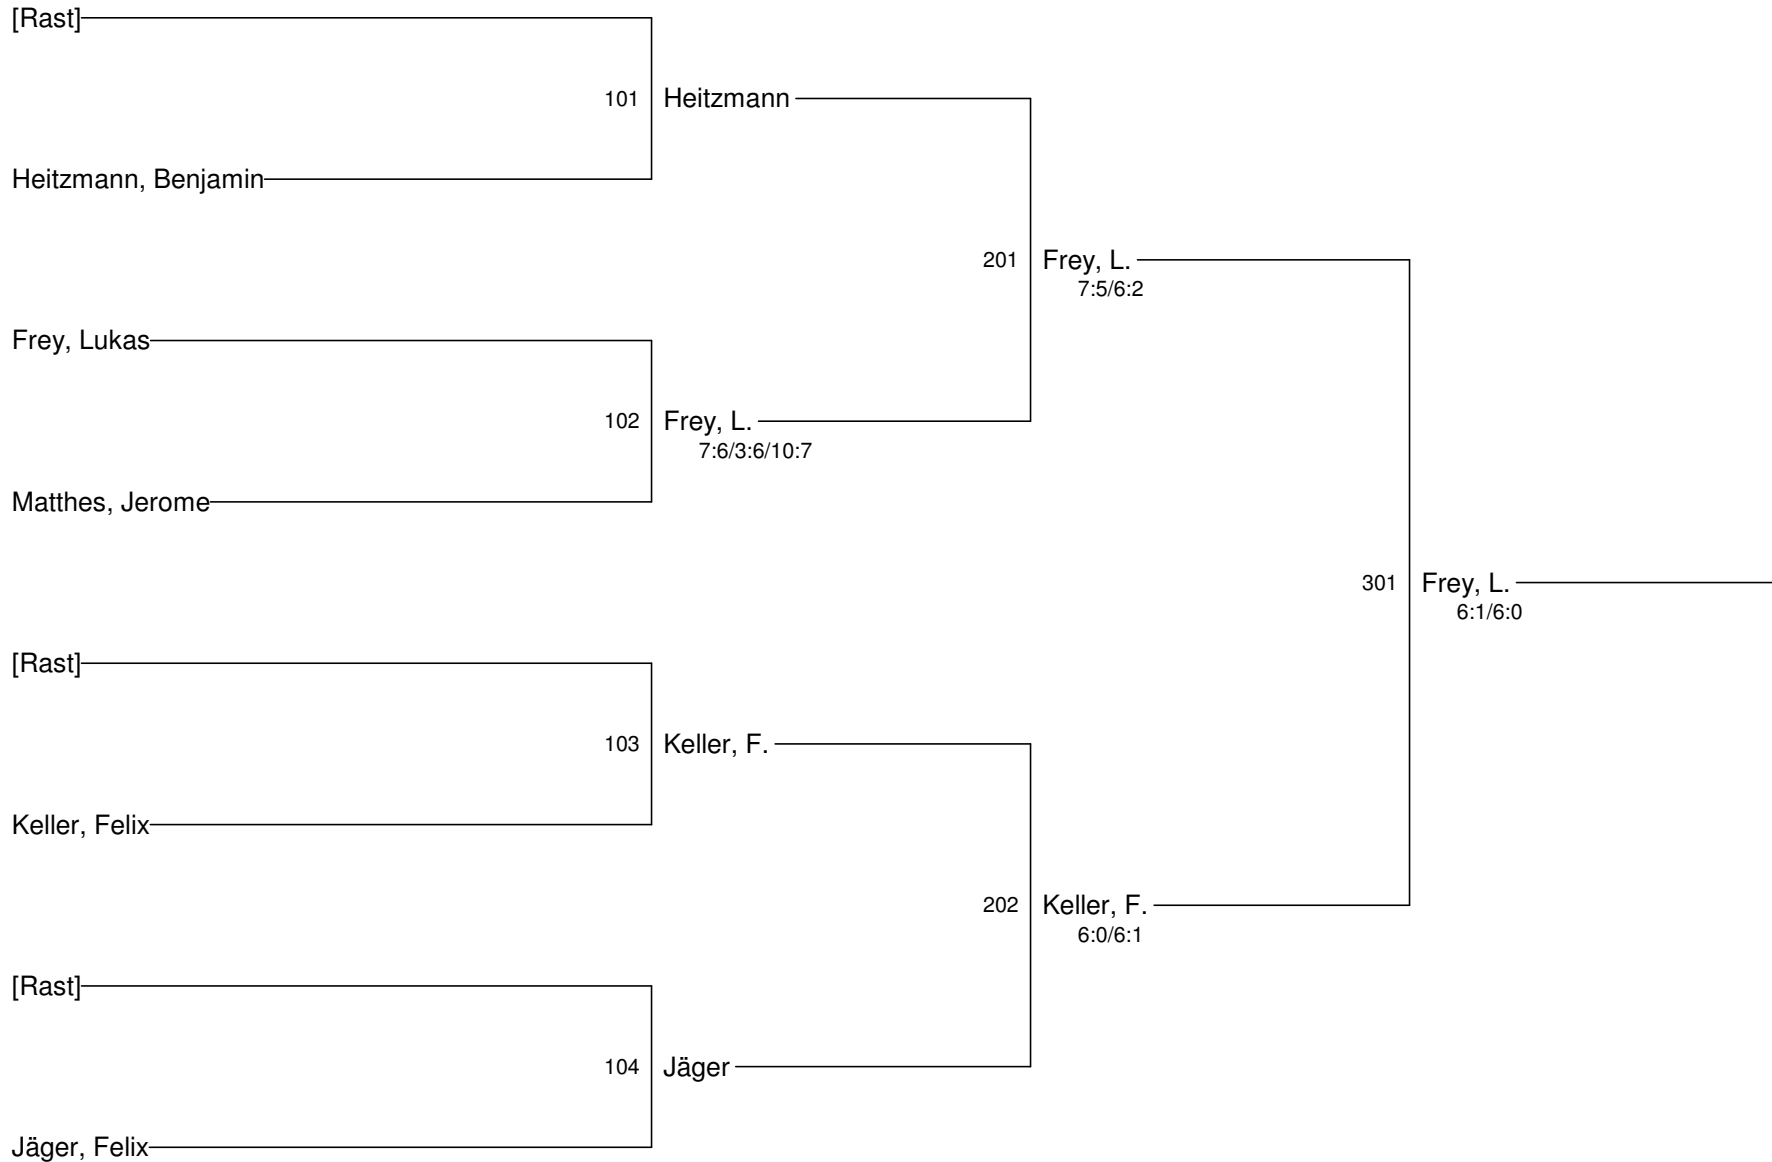 [Rast]
101 Heitzmann
Heitzmann, Benjamin
201 Frey, L.
7:5/6:2
Frey, Lukas
102 Frey, L.
7:6/3:6/10:7
Matthes, Jerome
301 Frey, L.
6:1/6:0
[Rast]
103 Keller, F.
Keller, Felix
202 Keller, F.
6:0/6:1
[Rast]
104 Jäger
Jäger, Felix